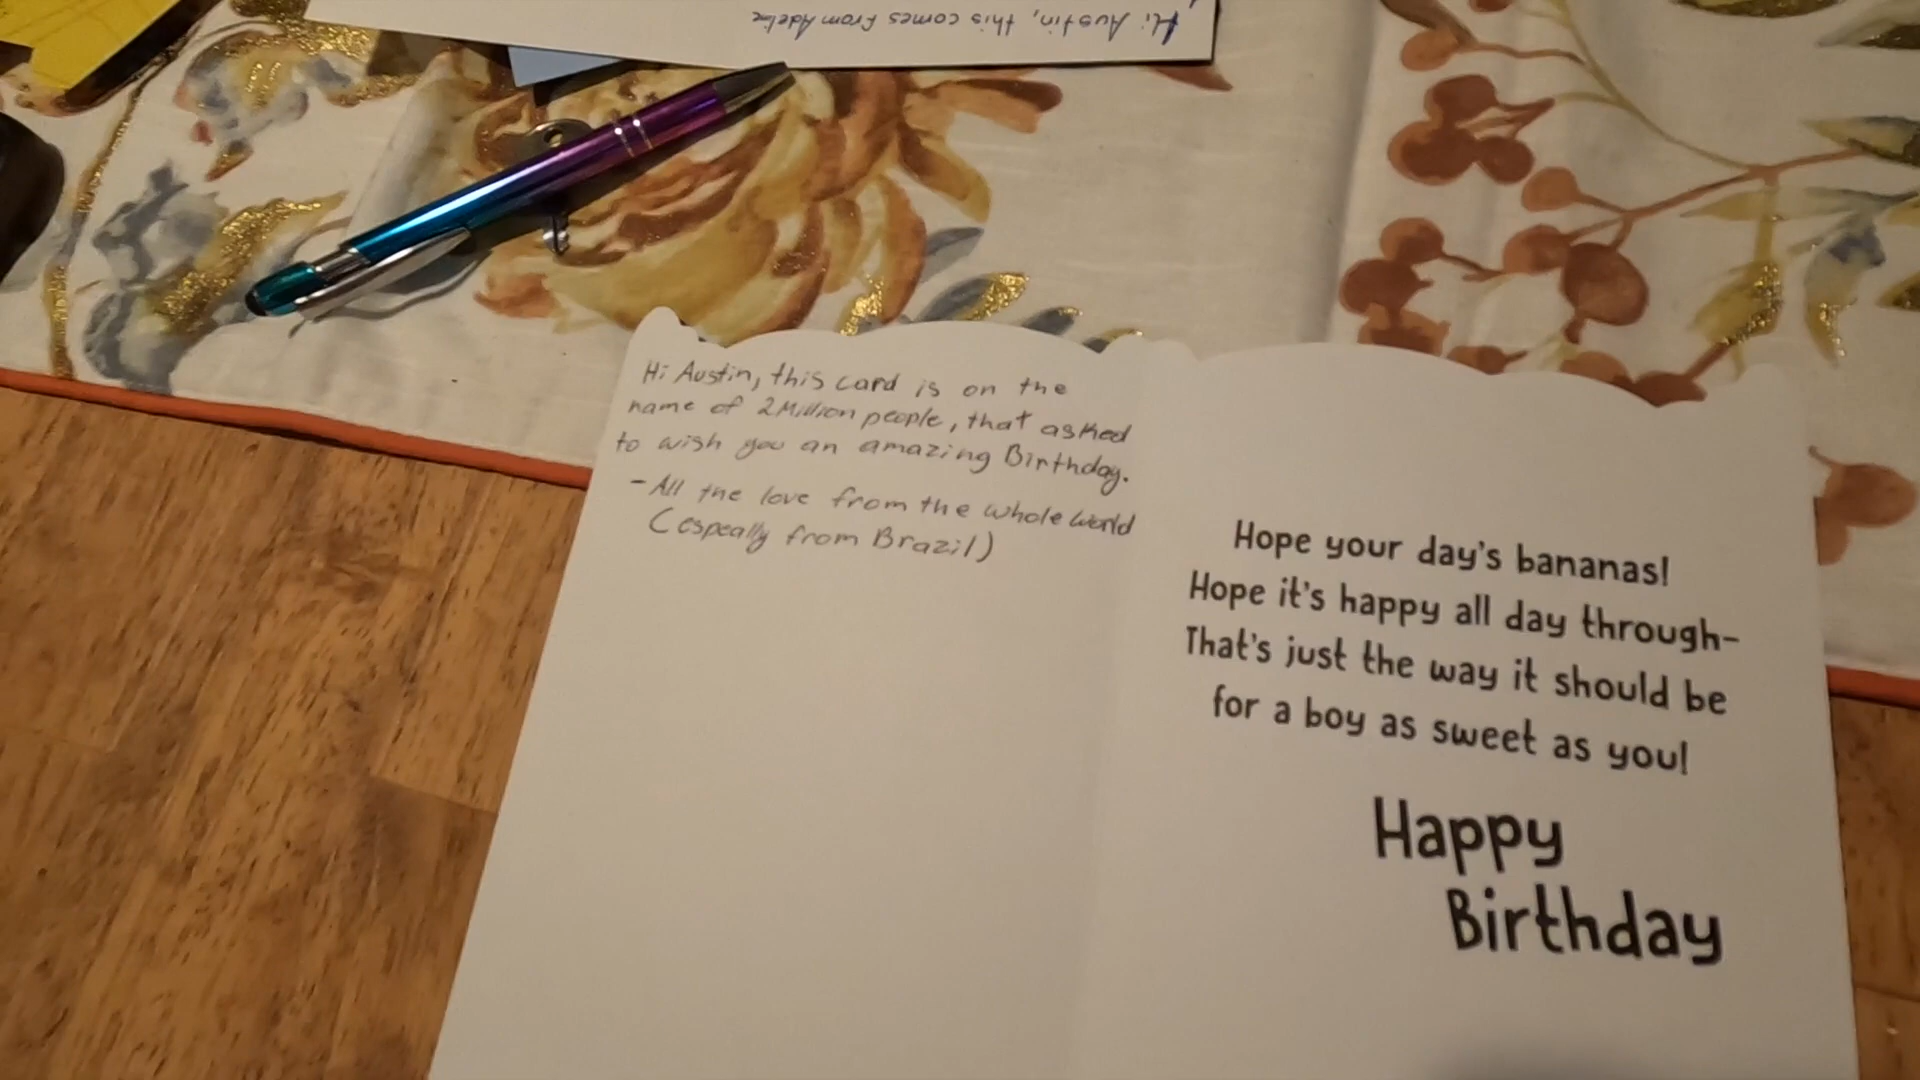 Hi Austin, this comes From Adeline
Hi Austin, this card is on the
name of 2 Million people, that asked
to wish you an amazing Birthday.
- All the love from the whole world
(espeally from Brazil)
Hope your day's bananas!
Hope it's happy all day through-
That's just the way it should be
for a boy as sweet as you!
Happy
Birthday